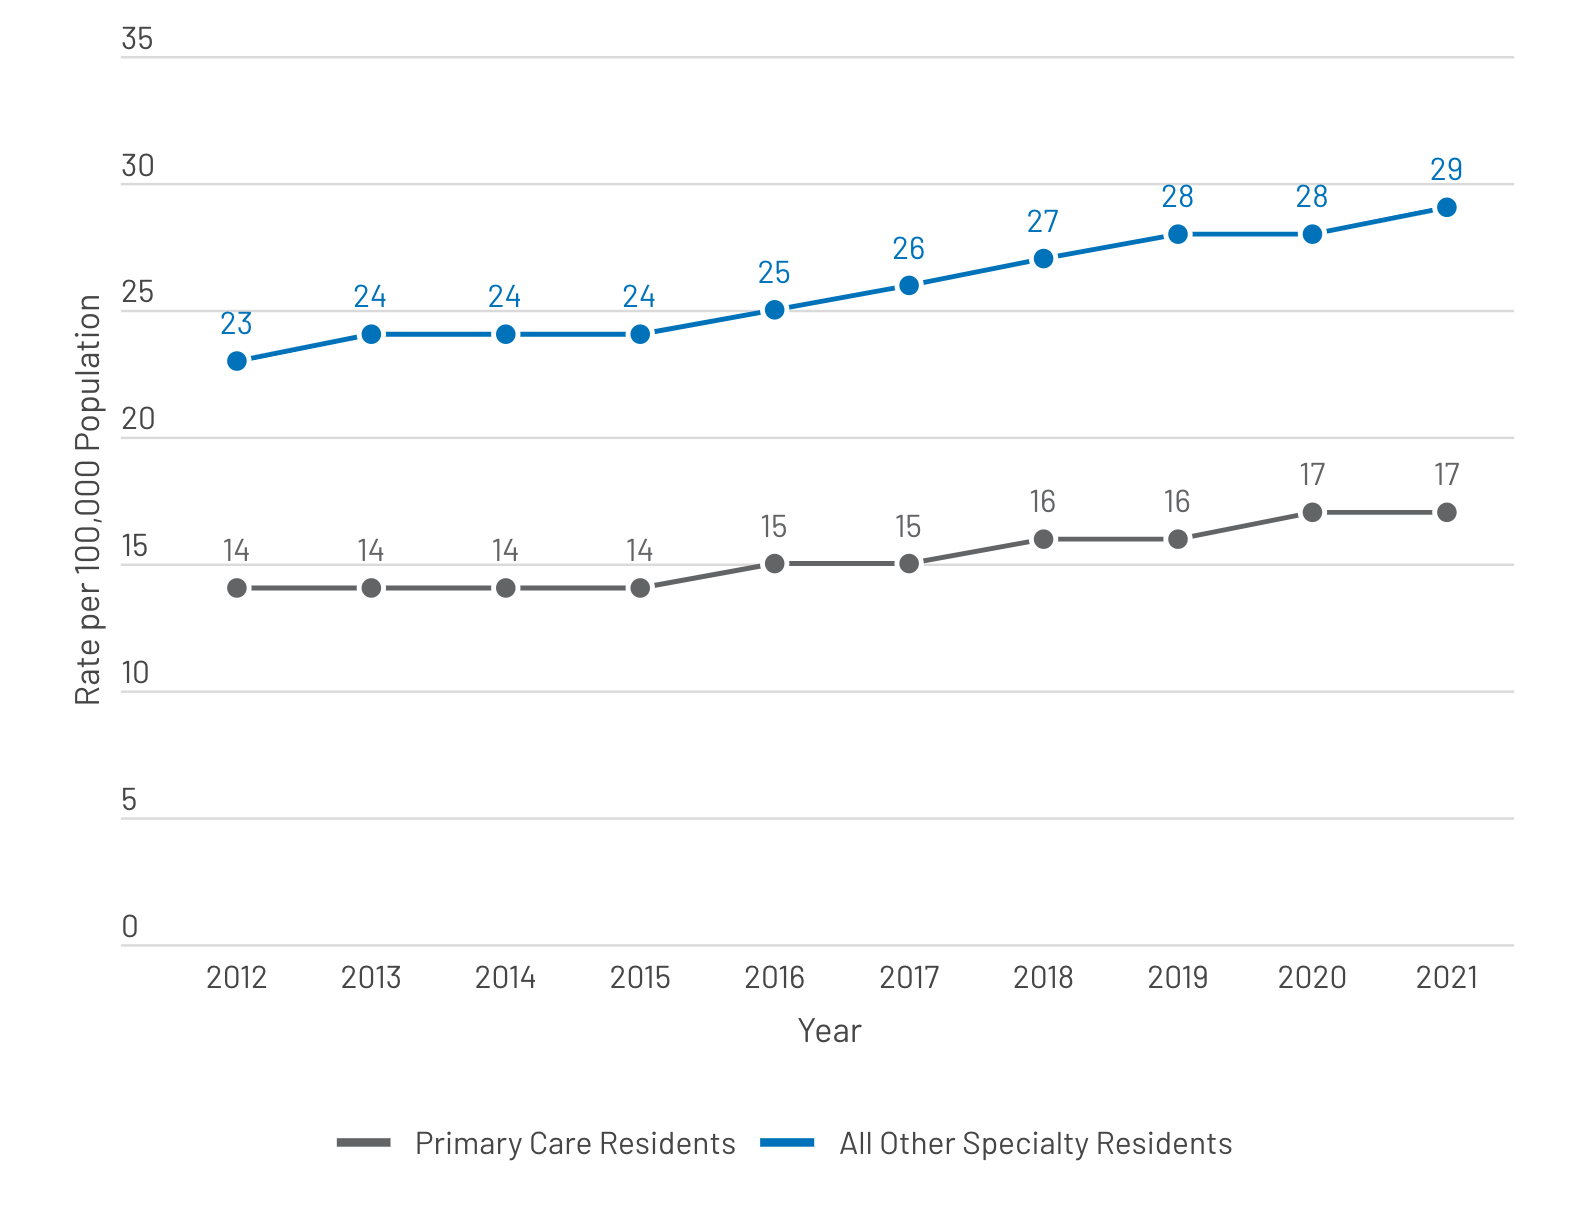 35
30
25
20
15
10
5
0
Rate per 100,000 Population
23 24 24 24 25 26 27 28 28 29
14 14 14 14 15 15 16 16 17 17
2012 2013 2014 2015 2016 2017 2018 2019 2020 2021
Year
Primary Care Residents All Other Specialty Residents